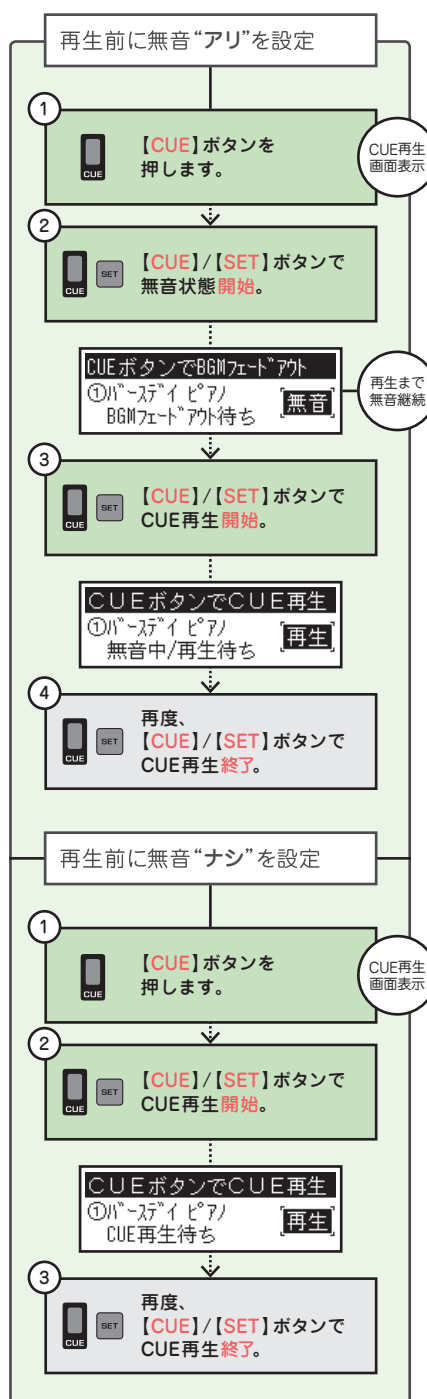 再生前に無音“アリ”を設定
1
CUE
【CUE】ボタンを
押します。
CUE再生
画面表示
2
CUE
SET
【CUE】/【SET】ボタンで
無音状態開始。
CUEボタンでBGMフェードアウト
①バースデイ ピアノ
BGMフェードアウト待ち
[無音]
再生まで
無音継続
3
CUE
SET
【CUE】/【SET】ボタンで
CUE再生開始。
CUEボタンでCUE再生
①バースデイ ピアノ
無音中/再生待ち
[再生]
4
CUE
SET
再度、
【CUE】/【SET】ボタンで
CUE再生終了。
再生前に無音“ナシ”を設定
1
CUE
【CUE】ボタンを
押します。
CUE再生
画面表示
2
CUE
SET
【CUE】/【SET】ボタンで
CUE再生開始。
CUEボタンでCUE再生
①バースデイ ピアノ
CUE再生待ち
[再生]
3
CUE
SET
再度、
【CUE】/【SET】ボタンで
CUE再生終了。